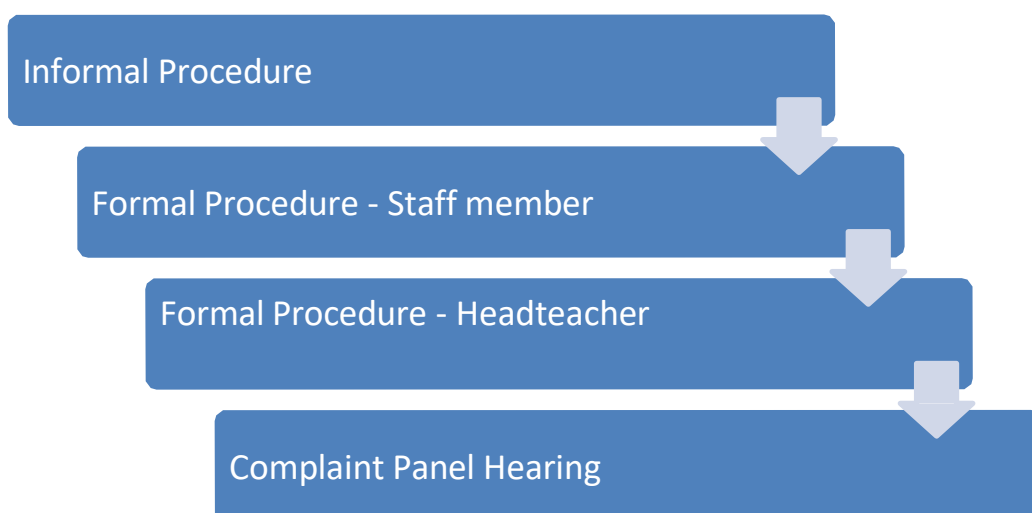 Informal Procedure
Formal Procedure - Staff member
Formal Procedure - Headteacher
Complaint Panel Hearing